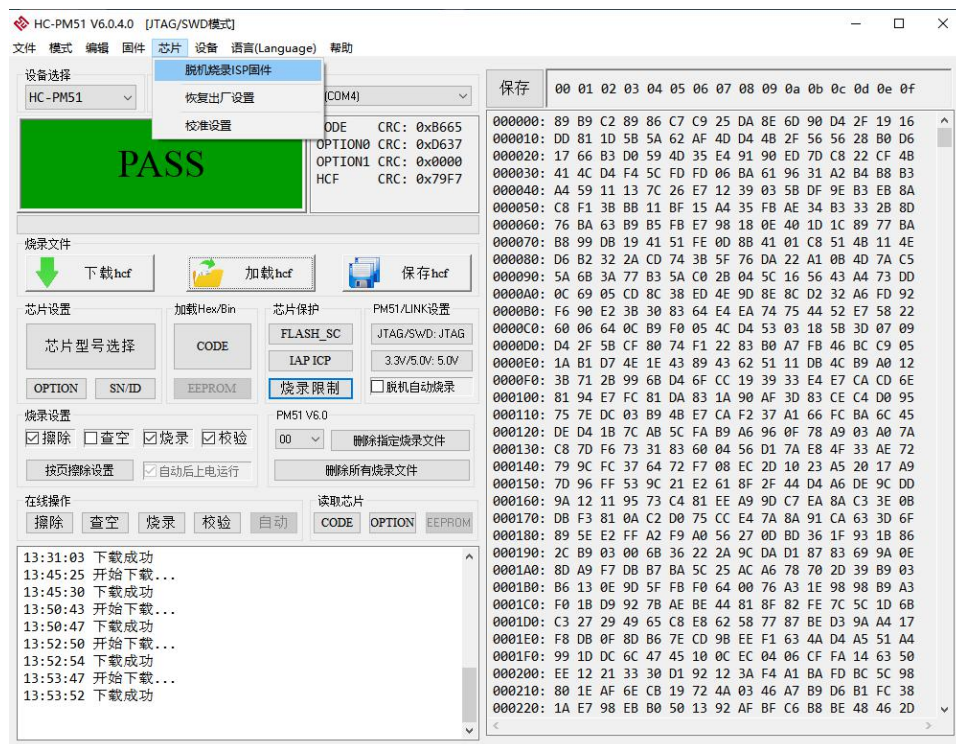 HC-PM51 V6.0.4.0 [JTAG/SWD模式]
文件 模式 编辑 固件 芯片 设备 语言(Language) 帮助
脱机烧录ISP固件
恢复出厂设置
校准设置
设备选择
HC-PM51
(COM4)
PASS
ODE CRC: 0xB665
OPTION0 CRC: 0xD637
OPTION1 CRC: 0x0000
HCF CRC: 0x79F7
烧录文件
下载hcf 加载hcf 保存hcf
芯片设置 加载Hex/Bin 芯片保护 PM51/LINK设置
芯片型号选择 CODE FLASH_SC JTAG/SWD: JTAG
IAP ICP 3.3V/5.0V: 5.0V
OPTION SN/ID EEPROM 烧录限制 脱机自动烧录
烧录设置 PM51 V6.0
擦除 查空 烧录 校验 00 删除指定烧录文件
按页擦除设置 自动后上电运行 删除所有烧录文件
在线操作 读取芯片
擦除 查空 烧录 校验 自动 CODE OPTION EEPROM
13:31:03 下载成功
13:45:25 开始下载...
13:45:30 下载成功
13:50:43 开始下载...
13:50:47 下载成功
13:52:50 开始下载...
13:52:54 下载成功
13:53:47 开始下载...
13:53:52 下载成功
保存 00 01 02 03 04 05 06 07 08 09 0a 0b 0c 0d 0e 0f
000000: 89 B9 C2 89 86 C7 C9 25 DA 8E 6D 90 D4 2F 19 16
000010: DD 81 1D 5B 5A 62 AF 4D D4 4B 2F 56 56 28 B0 D6
000020: 17 66 B3 D0 59 4D 35 E4 91 90 ED 7D C8 22 CF 4B
000030: 41 4C D4 F4 5C FD FD 06 BA 61 96 31 A2 B4 B8 B3
000040: A4 59 11 13 7C 26 E7 12 39 03 5B DF 9E B3 EB 8A
000050: C8 F1 3B BB 11 BF 15 A4 35 FB AE 34 B3 33 2B 8D
000060: 76 BA 63 B9 B5 FB E7 98 18 0E 40 1D 1C 89 77 BA
000070: B8 99 DB 19 41 51 FE 0D 8B 41 01 C8 51 4B 11 4E
000080: D6 B2 32 2A CD 74 3B 5F 76 DA 22 A1 0B 4D 7A C5
000090: 5A 6B 3A 77 03 5A C0 2B 04 5C 16 56 43 A4 73 D5
0000A0: 0C 69 05 CD 8C 38 ED 4E 9D 8E 8C D2 32 A6 FD 92
0000B0: F6 90 E2 3B 30 83 64 E4 EA 74 75 44 52 E7 58 22
0000C0: 60 06 64 0C B9 F0 05 4C D4 53 03 18 5B 3D 07 09
0000D0: D4 2F 5B CF 80 74 F1 22 83 B0 A7 FB 46 BC C9 05
0000E0: 1A B1 D7 4E 1E 43 89 43 62 51 11 DB 4C B9 A0 12
0000F0: 3B 71 2B 99 6B D4 6F CC 19 39 33 E4 E7 CA CD 6E
000100: 81 94 E7 FC 81 DA 83 1A 90 AF 3D 83 CE C4 D0 95
000110: 75 7E DC 03 B9 4B E7 CA F2 37 A1 66 FC BA 6C 45
000120: DE D4 1B 7C AB 5C FA B9 A6 96 0F 78 A9 03 A0 7A
000130: C8 7D F6 73 31 83 60 04 56 D1 7A E8 4F 33 AE 72
000140: 79 9C FC 37 64 72 F7 08 EC 2D 10 23 A5 20 17 A9
000150: 7D 96 FF 53 9C 21 E2 61 8F 2F 44 D4 A6 DE 9C DD
000160: 9A 12 11 95 73 C4 81 EE A9 9D C7 EA 8A C3 3E 0B
000170: DB F3 81 0A C2 D0 75 CC E4 7A 8A 91 CA 63 3D 6F
000180: 89 5E E2 FF A2 F9 A0 56 27 0D BD 36 1F 93 1B 86
000190: 2C B9 03 00 6B 36 22 2A 9C DA D1 87 83 69 9A 0E
0001A0: 8D A9 F7 DB B7 BA 5C 25 AC A6 78 70 2D 39 B9 03
0001B0: B6 13 0E 9D 5F FB F0 64 00 76 A3 1E 98 98 B9 A3
0001C0: F0 1B D9 92 7B AE BE 44 81 8F 82 FE 7C 5C 1D 6B
0001D0: C3 27 29 49 65 C8 E8 62 58 77 87 BE D3 9A A4 17
0001E0: F8 DB 0F 8D B6 7E CD 9B EE F1 63 4A D4 A5 51 A4
0001F0: 99 1D DC 6C 47 45 10 0C EC 04 06 CF FA 14 63 50
000200: EE 12 21 33 30 D1 92 12 3A F4 A1 BA FD BC 5C 98
000210: 80 1E AF 6E CB 19 72 4A 03 46 A7 B9 D6 B1 FC 38
000220: 1A E7 98 EB B0 50 13 92 AF BF C6 B8 BE 48 46 2D